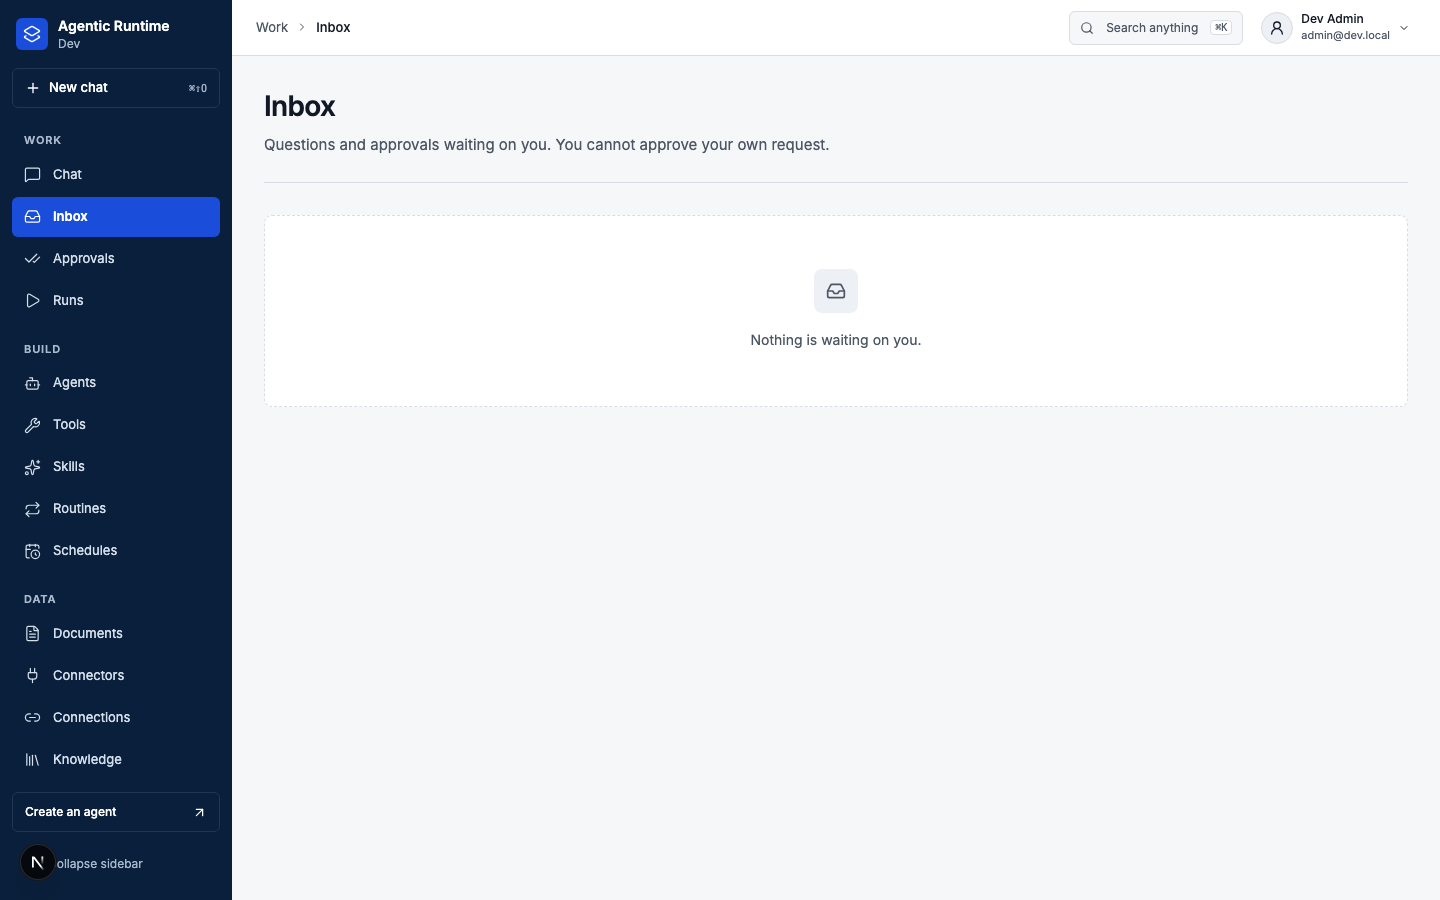 Agentic Runtime
Dev
New chat
⌘⇧O
WORK
Chat
Inbox
Approvals
Runs
BUILD
Agents
Tools
Skills
Routines
Schedules
DATA
Documents
Connectors
Connections
Knowledge
Create an agent
N
ollapse sidebar
Work > Inbox
Search anything ⌘K
Dev Admin
admin@dev.local
Inbox
Questions and approvals waiting on you. You cannot approve your own request.
Nothing is waiting on you.